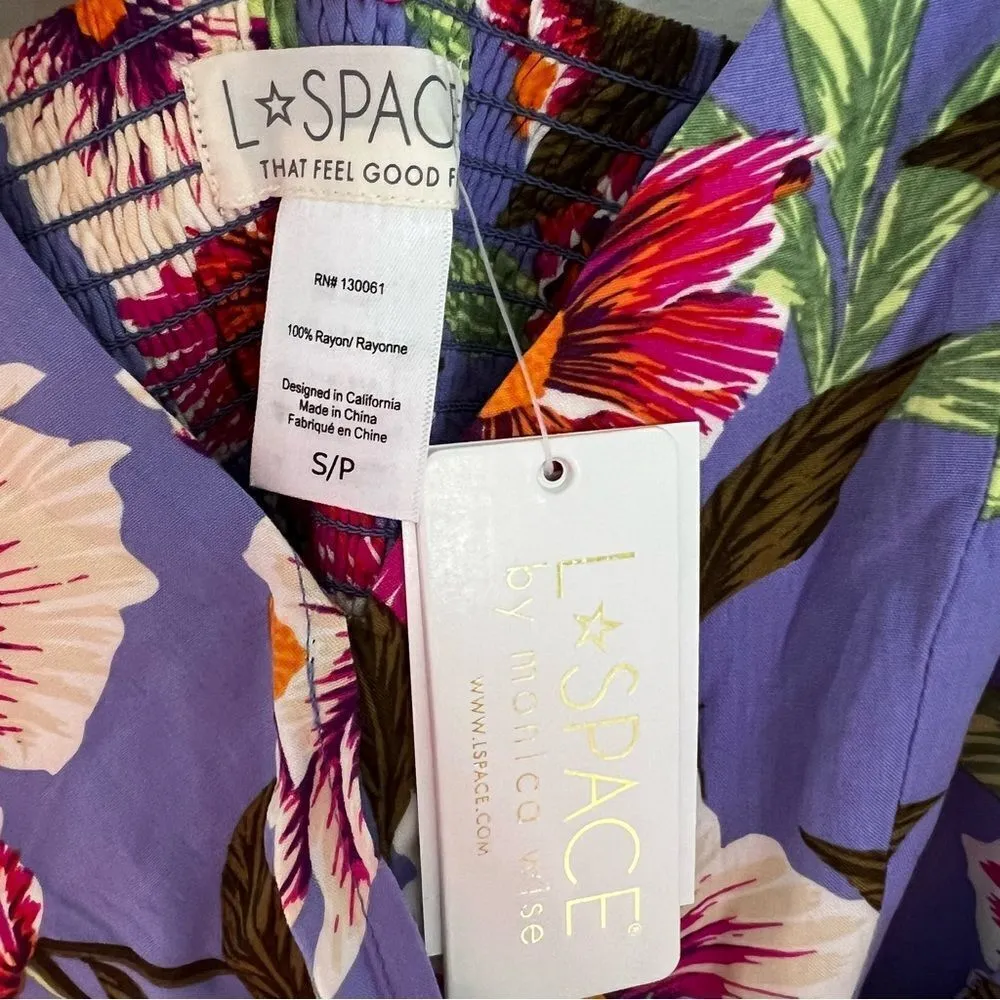 L☆SPAC
THAT FEEL GOOD F
RN# 130061
100% Rayon/ Rayonne
Designed in California
Made in China
Fabriqué en Chine
S/P
L☆SPACE®
by monica wise
WWW.LSPACE.COM